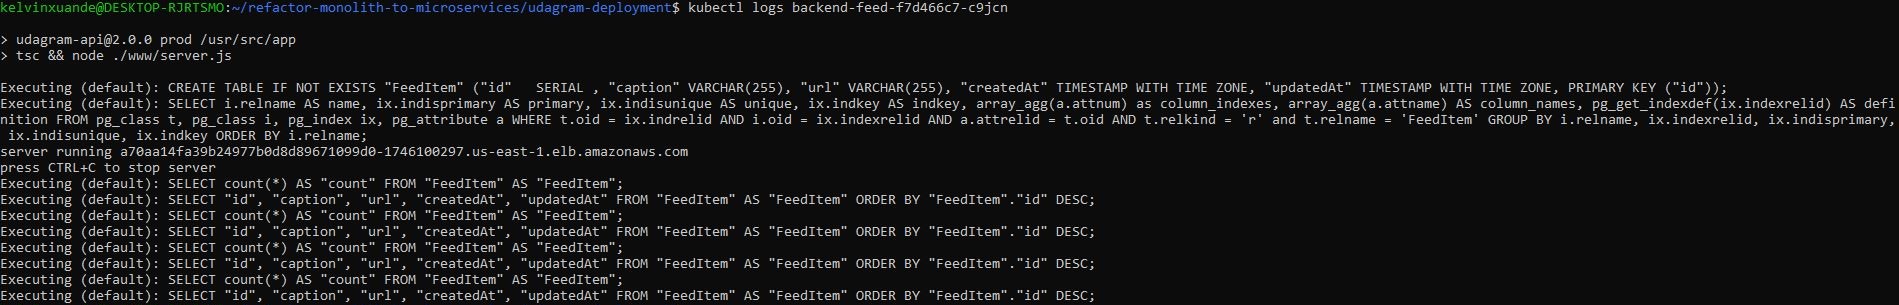 kelvinxuande@DESKTOP-RJRTSMO:~/refactor-monolith-to-microservices/udagram-deployment$ kubectl logs backend-feed-f7d466c7-c9jcn
> udagram-api@2.0.0 prod /usr/src/app
> tsc && node ./www/server.js
Executing (default): CREATE TABLE IF NOT EXISTS "FeedItem" ("id"   SERIAL , "caption" VARCHAR(255), "url" VARCHAR(255), "createdAt" TIMESTAMP WITH TIME ZONE, "updatedAt" TIMESTAMP WITH TIME ZONE, PRIMARY KEY ("id"));
Executing (default): SELECT i.relname AS name, ix.indisprimary AS primary, ix.indisunique AS unique, ix.indkey AS indkey, array_agg(a.attnum) as column_indexes, array_agg(a.attname) AS column_names, pg_get_indexdef(ix.indexrelid) AS defi
nition FROM pg_class t, pg_class i, pg_index ix, pg_attribute a WHERE t.oid = ix.indrelid AND i.oid = ix.indexrelid AND a.attrelid = t.oid AND t.relkind = 'r' and t.relname = 'FeedItem' GROUP BY i.relname, ix.indexrelid, ix.indisprimary,
 ix.indisunique, ix.indkey ORDER BY i.relname;
server running a70aa14fa39b24977b0d8d89671099d0-1746100297.us-east-1.elb.amazonaws.com
press CTRL+C to stop server
Executing (default): SELECT count(*) AS "count" FROM "FeedItem" AS "FeedItem";
Executing (default): SELECT "id", "caption", "url", "createdAt", "updatedAt" FROM "FeedItem" AS "FeedItem" ORDER BY "FeedItem"."id" DESC;
Executing (default): SELECT count(*) AS "count" FROM "FeedItem" AS "FeedItem";
Executing (default): SELECT "id", "caption", "url", "createdAt", "updatedAt" FROM "FeedItem" AS "FeedItem" ORDER BY "FeedItem"."id" DESC;
Executing (default): SELECT count(*) AS "count" FROM "FeedItem" AS "FeedItem";
Executing (default): SELECT "id", "caption", "url", "createdAt", "updatedAt" FROM "FeedItem" AS "FeedItem" ORDER BY "FeedItem"."id" DESC;
Executing (default): SELECT count(*) AS "count" FROM "FeedItem" AS "FeedItem";
Executing (default): SELECT "id", "caption", "url", "createdAt", "updatedAt" FROM "FeedItem" AS "FeedItem" ORDER BY "FeedItem"."id" DESC;